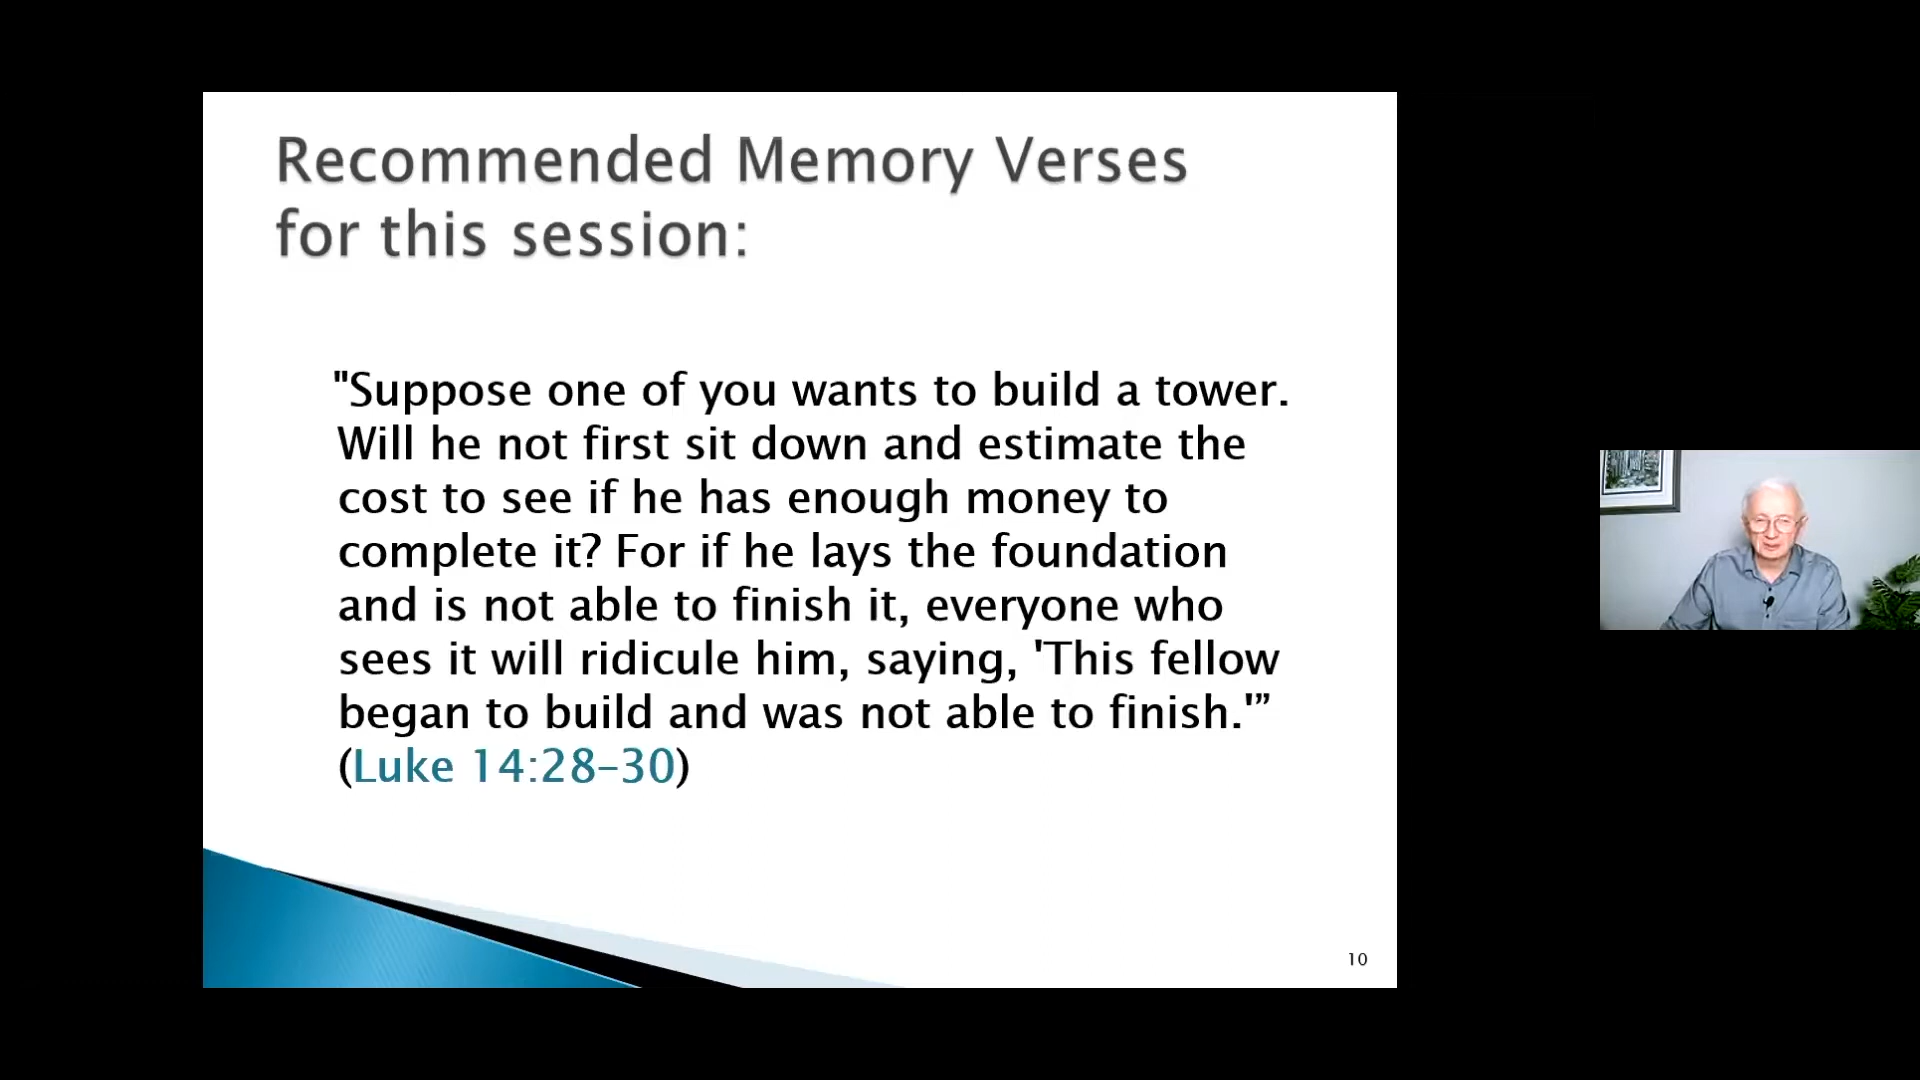 Recommended Memory Verses
for this session:
"Suppose one of you wants to build a tower.
Will he not first sit down and estimate the
cost to see if he has enough money to
complete it? For if he lays the foundation
and is not able to finish it, everyone who
sees it will ridicule him, saying, 'This fellow
began to build and was not able to finish.'”
(Luke 14:28–30)
10